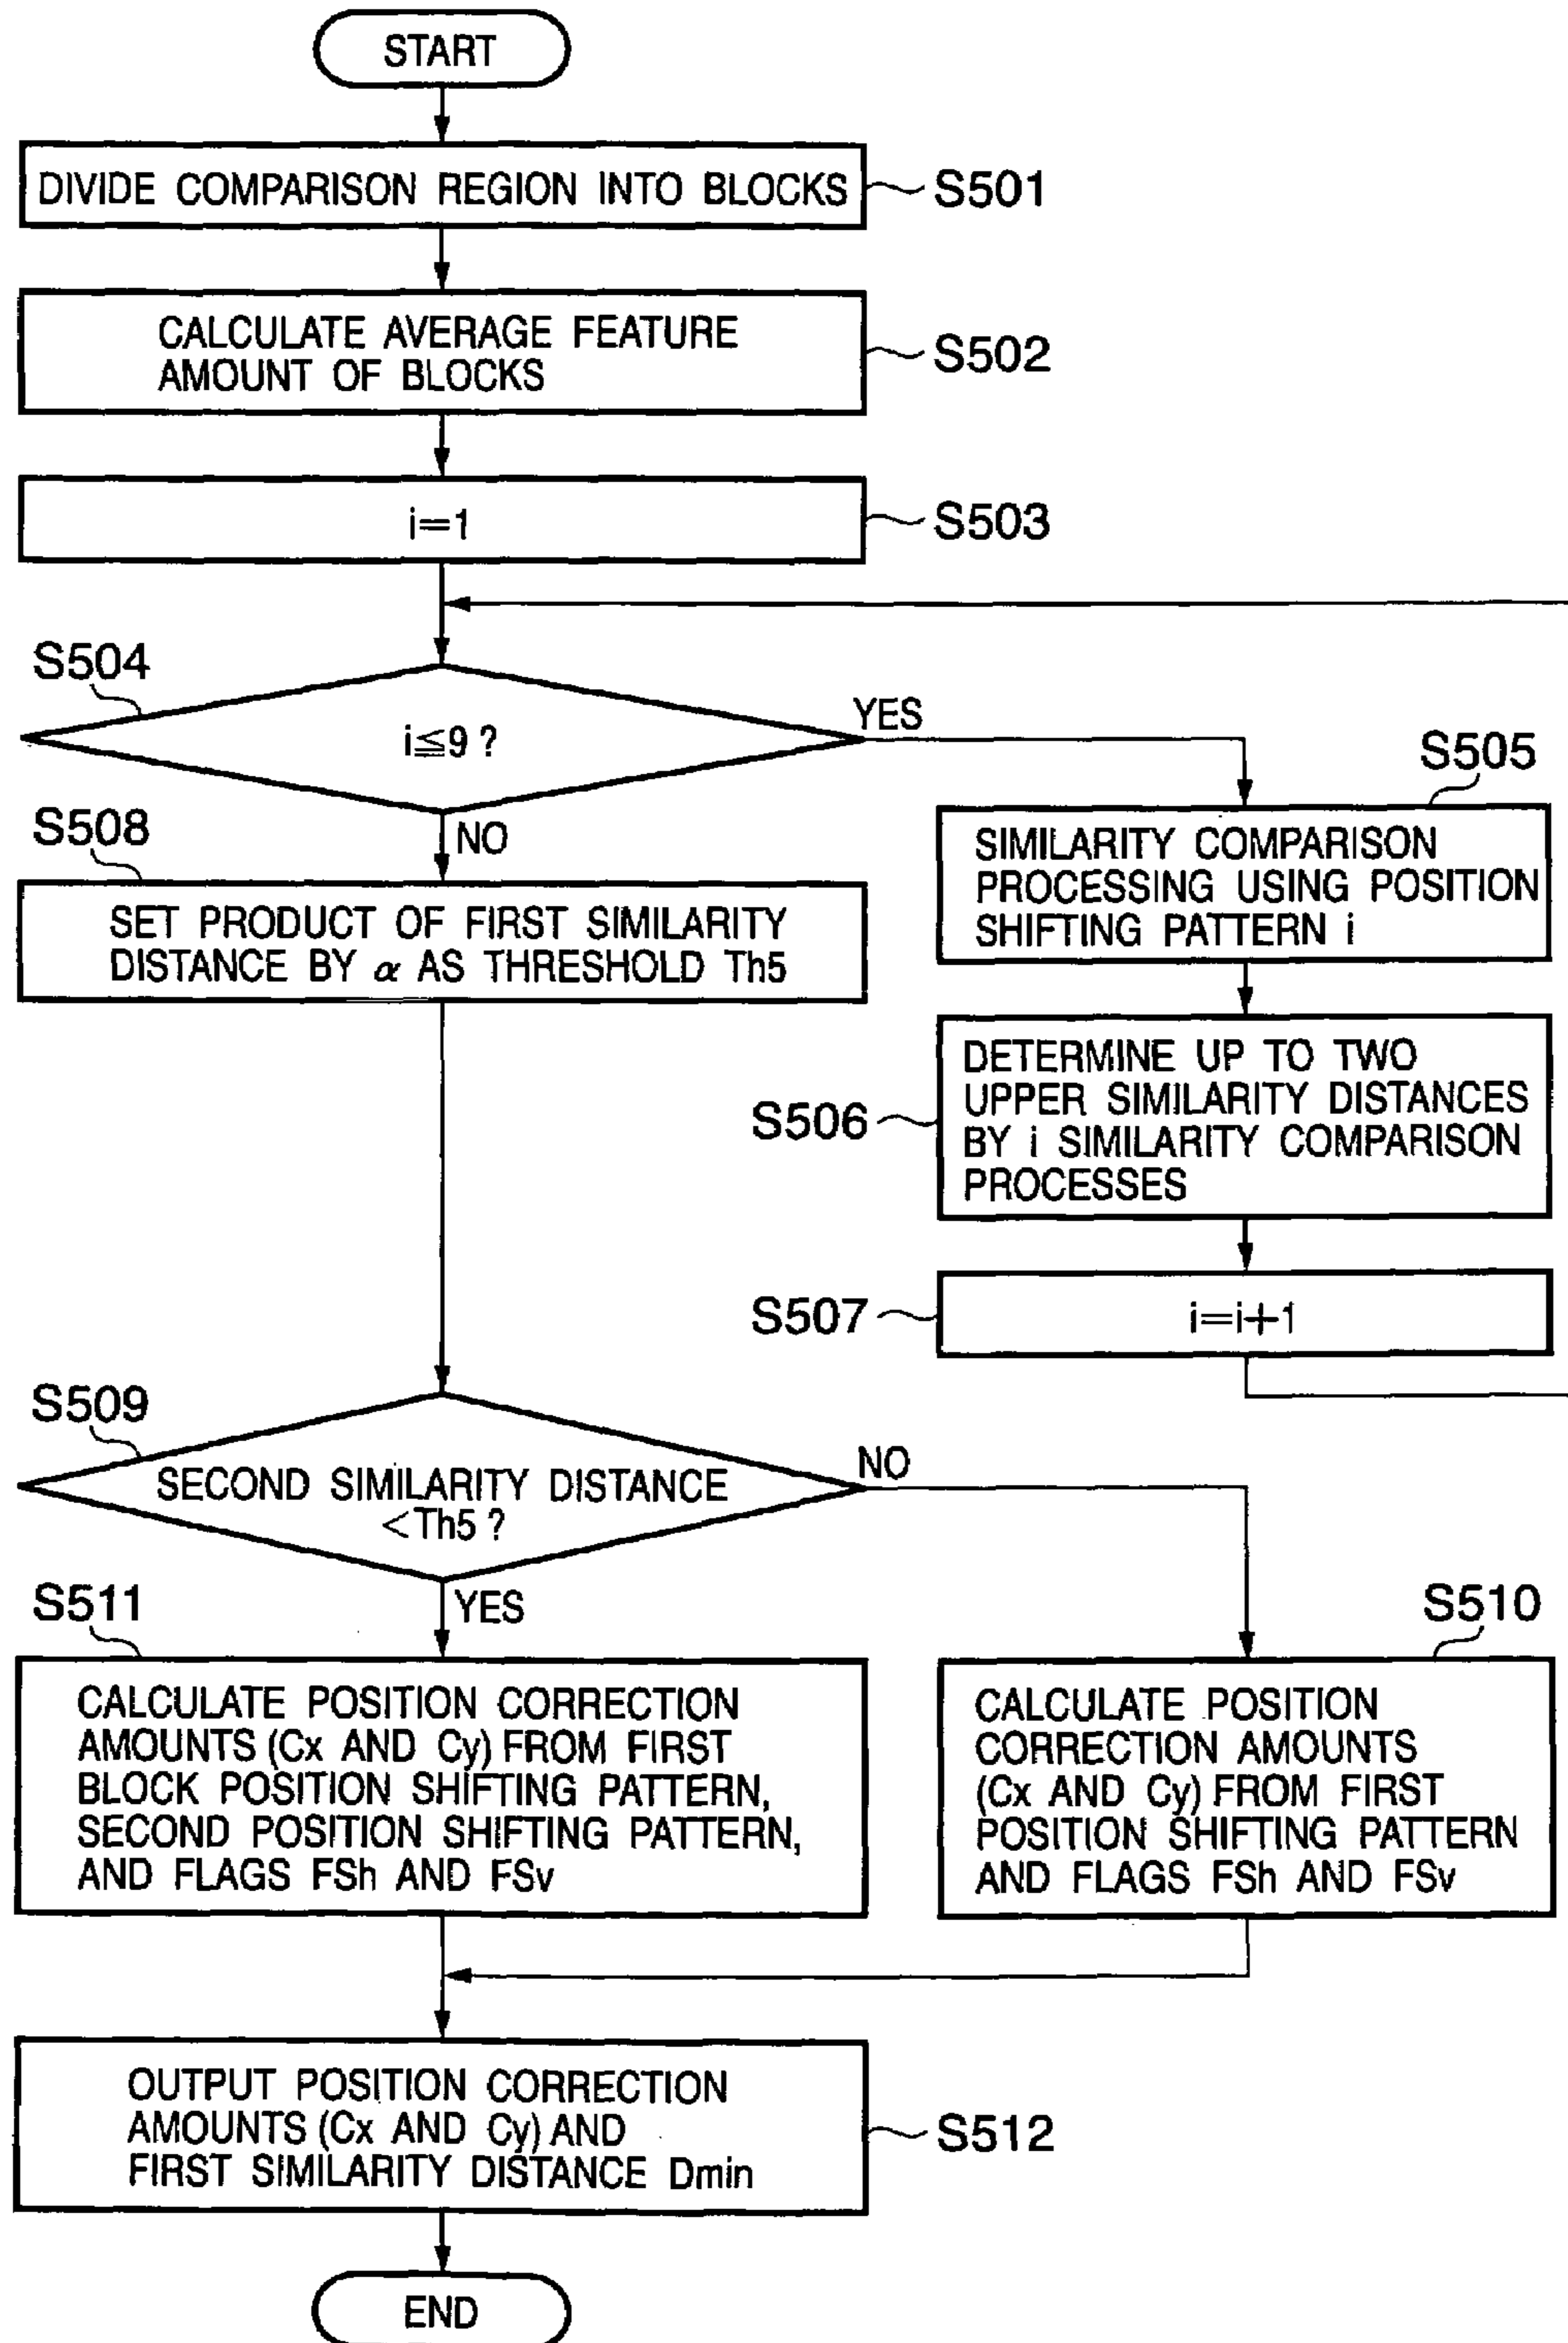 START
DIVIDE COMPARISON REGION INTO BLOCKS
S501
CALCULATE AVERAGE FEATURE
AMOUNT OF BLOCKS
S502
i=1
S503
S504
i≦9 ?
YES
NO
S505
SIMILARITY COMPARISON
PROCESSING USING POSITION
SHIFTING PATTERN i
S506
DETERMINE UP TO TWO
UPPER SIMILARITY DISTANCES
BY i SIMILARITY COMPARISON
PROCESSES
S507
i=i+1
S508
SET PRODUCT OF FIRST SIMILARITY
DISTANCE BY α AS THRESHOLD Th5
S509
SECOND SIMILARITY DISTANCE
<Th5 ?
NO
YES
S511
CALCULATE POSITION CORRECTION
AMOUNTS (Cx AND Cy) FROM FIRST
BLOCK POSITION SHIFTING PATTERN,
SECOND POSITION SHIFTING PATTERN,
AND FLAGS FSh AND FSv
S510
CALCULATE POSITION
CORRECTION AMOUNTS
(Cx AND Cy) FROM FIRST
POSITION SHIFTING PATTERN
AND FLAGS FSh AND FSv
OUTPUT POSITION CORRECTION
AMOUNTS (Cx AND Cy) AND
FIRST SIMILARITY DISTANCE Dmin
S512
END